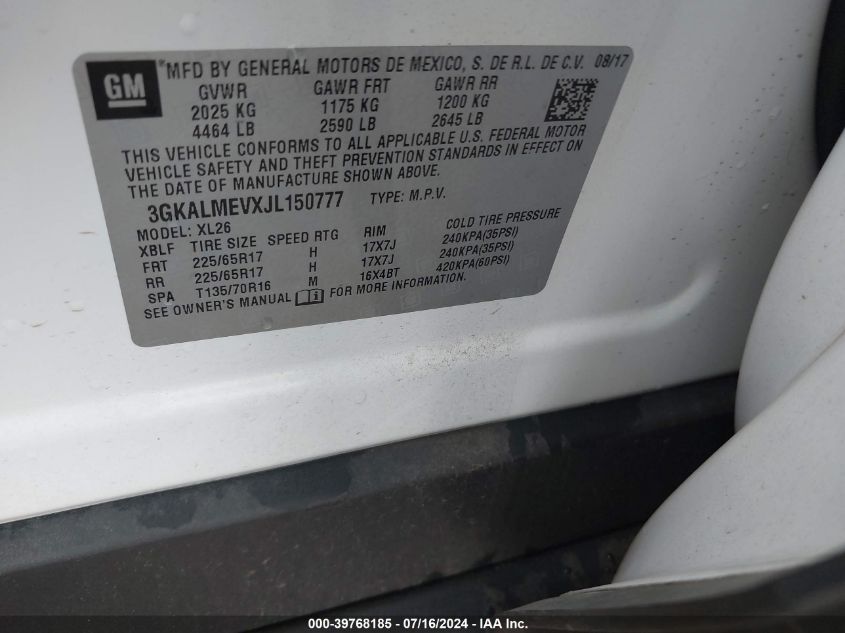 GM
*MFD BY GENERAL MOTORS DE MEXICO, S. DE R.L. DE C.V. 08/17
GVWR GAWR FRT GAWR RR
2025 KG 1175 KG 1200 KG
4464 LB 2590 LB 2645 LB
THIS VEHICLE CONFORMS TO ALL APPLICABLE U.S. FEDERAL MOTOR
VEHICLE SAFETY AND THEFT PREVENTION STANDARDS IN EFFECT ON
THE DATE OF MANUFACTURE SHOWN ABOVE.
3GKALMEVXJL150777 TYPE: M.P.V.
MODEL: XL26
XBLF TIRE SIZE SPEED RTG RIM COLD TIRE PRESSURE
FRT 225/65R17 H 17X7J 240KPA(35PSI)
RR 225/65R17 H 17X7J 240KPA(35PSI)
SPA T135/70R16 M 16X4BT 420KPA(60PSI)
SEE OWNER'S MANUAL FOR MORE INFORMATION.
000-39768185 - 07/16/2024 - IAA Inc.